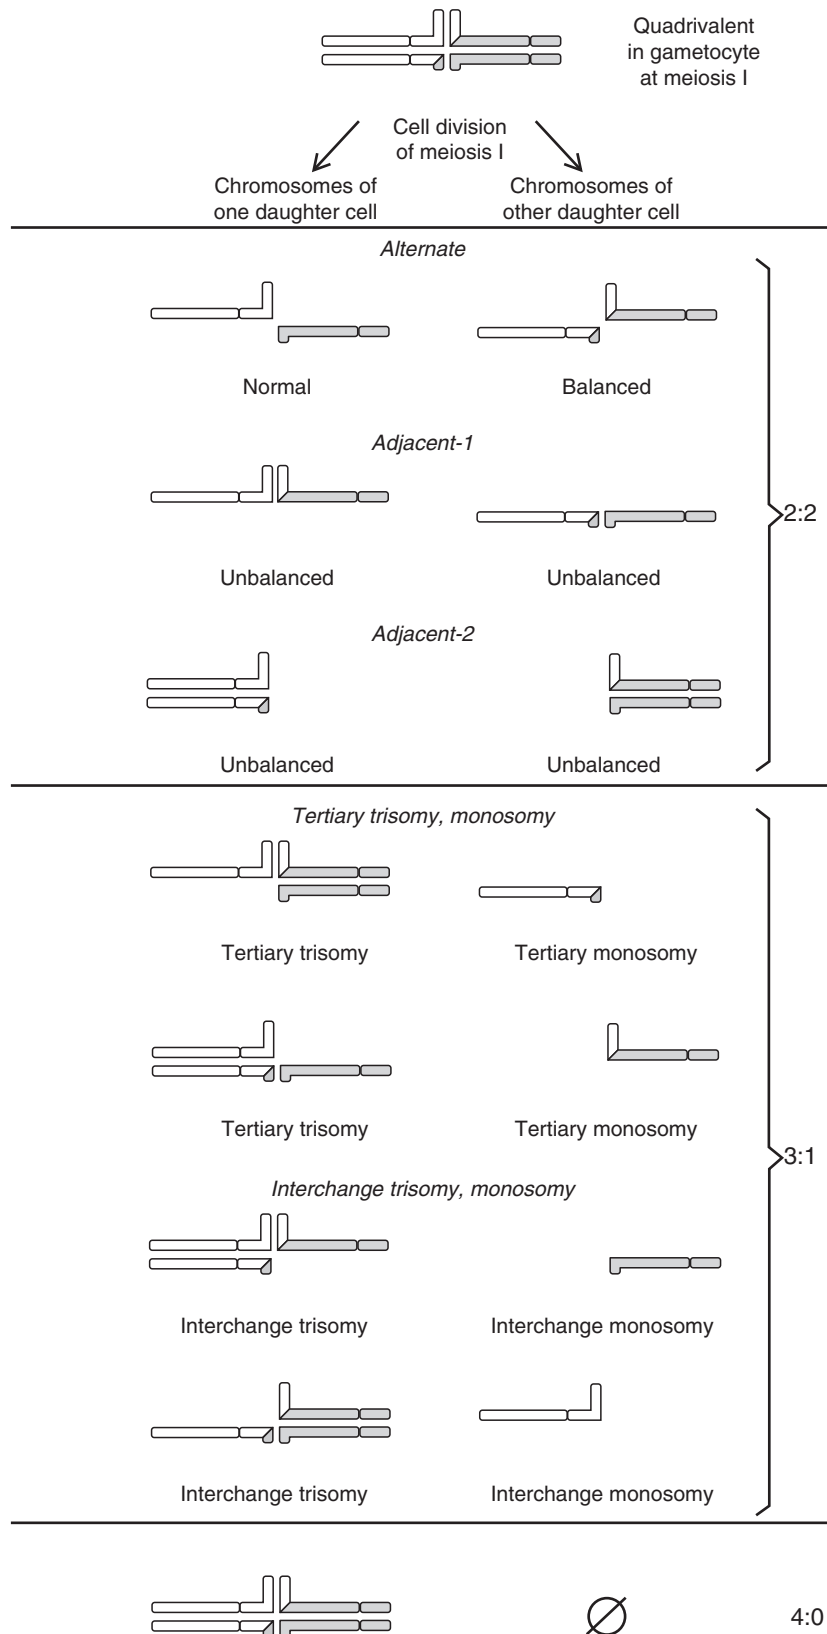 Quadrivalent
in gametocyte
at meiosis I
Cell division
of meiosis I
Chromosomes of
one daughter cell
Chromosomes of
other daughter cell
Alternate
Normal
Balanced
Adjacent-1
Unbalanced
Unbalanced
Adjacent-2
Unbalanced
Unbalanced
2:2
Tertiary trisomy, monosomy
Tertiary trisomy
Tertiary monosomy
Tertiary trisomy
Tertiary monosomy
Interchange trisomy, monosomy
Interchange trisomy
Interchange monosomy
Interchange trisomy
Interchange monosomy
3:1
∅
4:0